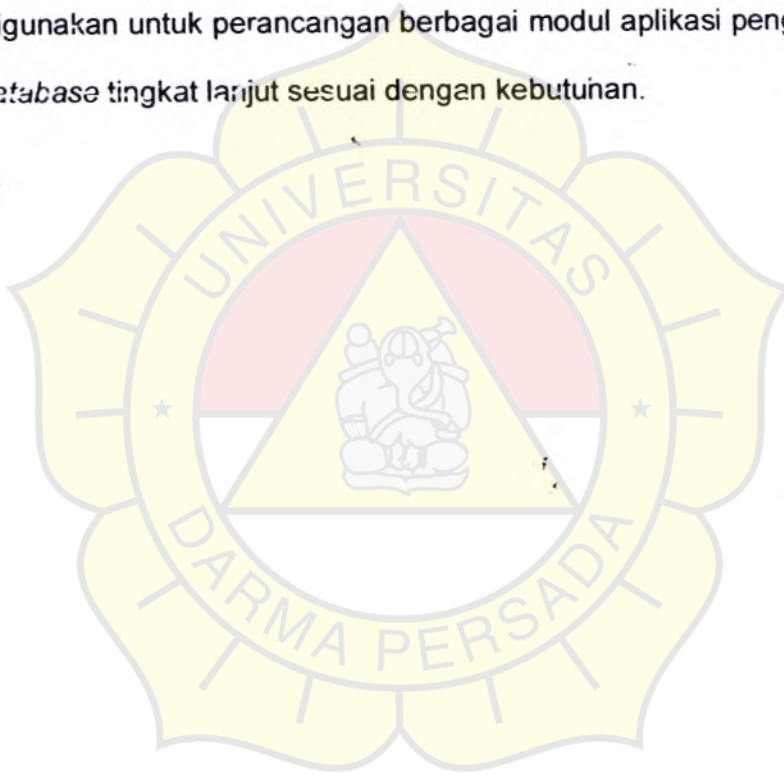 igunakan untuk perancangan berbagai modul aplikasi peng
atabase tingkat lanjut sesuai dengan kebutuhan.
UNIVERSITAS
DARMA PERSADA